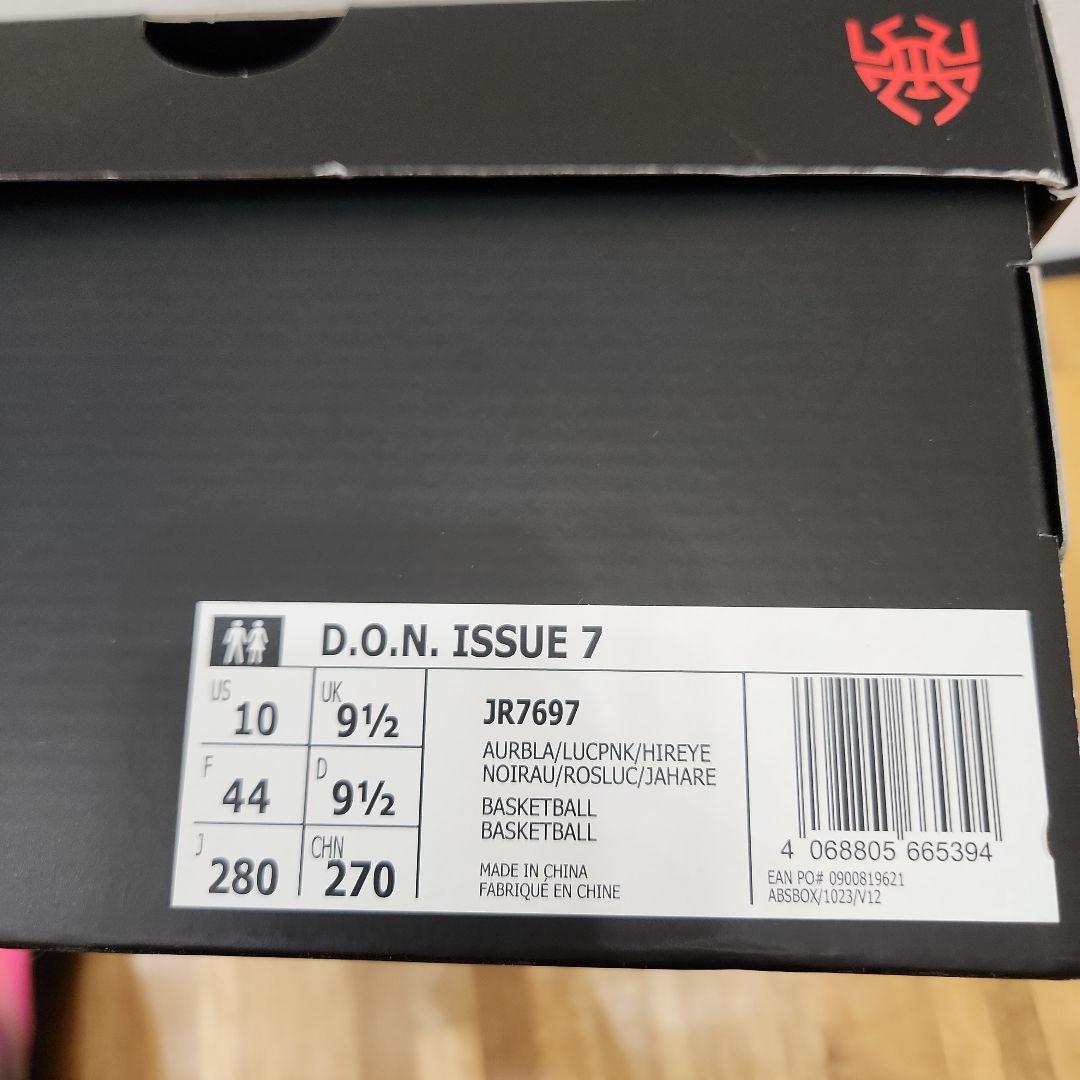 D.O.N. ISSUE 7
US 10
UK 9½
F 44
D 9½
J 280
CHN 270
JR7697
AURBLA/LUCPNK/HIREYE
NOIRAU/ROSLUC/JAHARE
BASKETBALL
BASKETBALL
MADE IN CHINA
FABRIQUÉ EN CHINE
4 068805 665394
EAN PO# 0900819621
ABSBOX/1023/V12